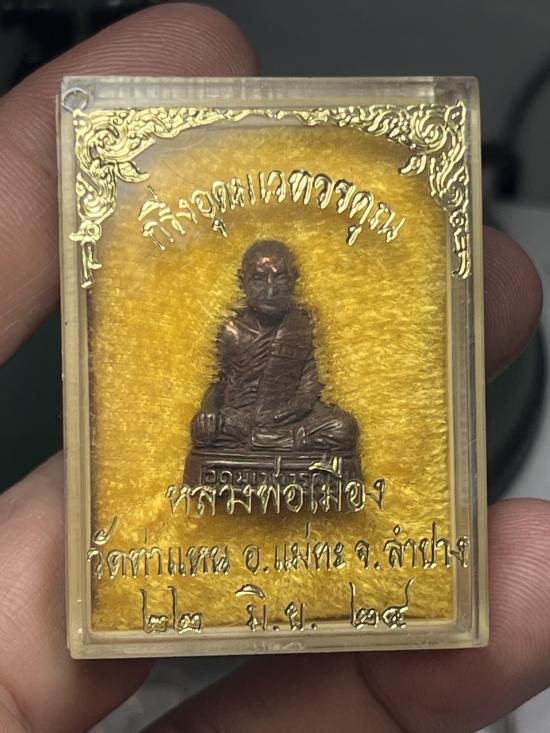 กริ่งอุดมเวทวรคุณ
หลวงพ่อเมือง
วัดท่าแหน อ.แม่ทะ จ.ลำปาง
๒๒ มิ.ย. ๒๕